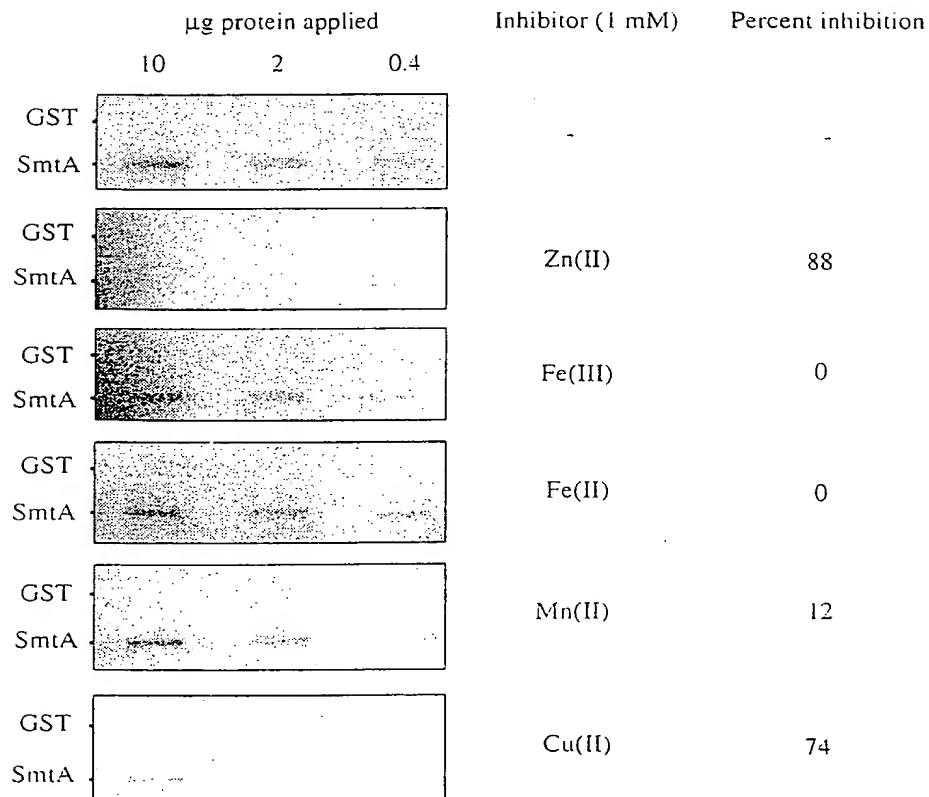 µg protein applied Inhibitor (1 mM) Percent inhibition
10 2 0.4
GST
- -
SmtA
GST
Zn(II) 88
SmtA
GST
Fe(III) 0
SmtA
GST
Fe(II) 0
SmtA
GST
Mn(II) 12
SmtA
GST
Cu(II) 74
SmtA